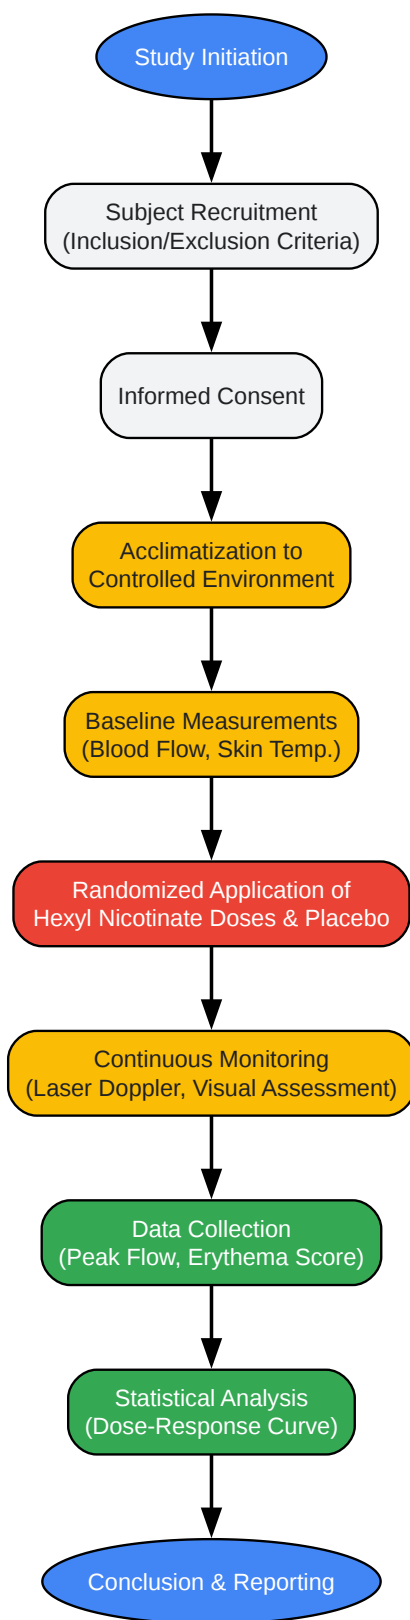 Study Initiation
Subject Recruitment
(Inclusion/Exclusion Criteria)
Informed Consent
Acclimatization to
Controlled Environment
Baseline Measurements
(Blood Flow, Skin Temp.)
Randomized Application of
Hexyl Nicotinate Doses & Placebo
Continuous Monitoring
(Laser Doppler, Visual Assessment)
Data Collection
(Peak Flow, Erythema Score)
Statistical Analysis
(Dose-Response Curve)
Conclusion & Reporting